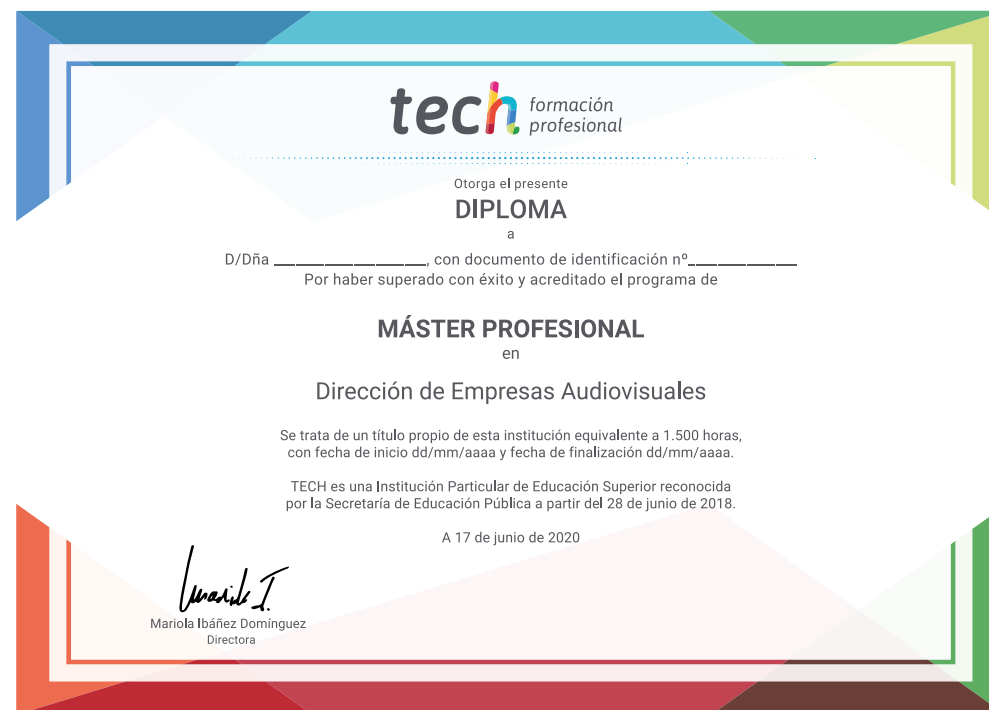 tech formación
profesional
Otorga el presente
DIPLOMA
a
D/Dña ______________, con documento de identificación nº__________
Por haber superado con éxito y acreditado el programa de
MÁSTER PROFESIONAL
en
Dirección de Empresas Audiovisuales
Se trata de un título propio de esta institución equivalente a 1.500 horas,
con fecha de inicio dd/mm/aaaa y fecha de finalización dd/mm/aaaa.
TECH es una Institución Particular de Educación Superior reconocida
por la Secretaría de Educación Pública a partir del 28 de junio de 2018.
A 17 de junio de 2020
Mariola Ibáñez Domínguez
Directora